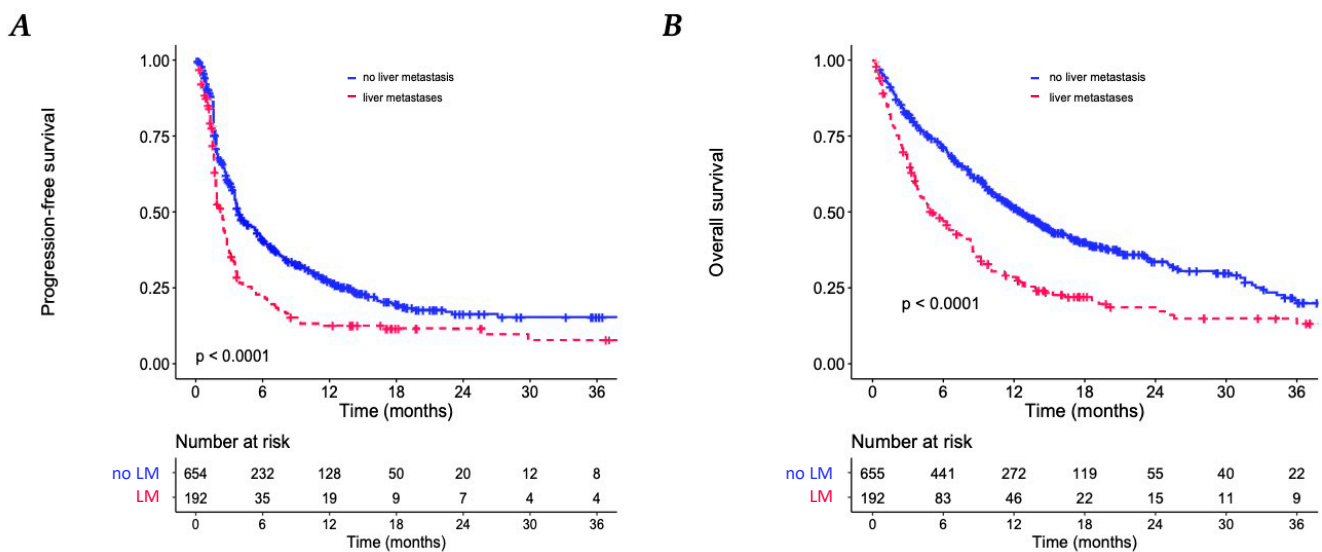 A
Progression-free survival
1.00
0.75
0.50
0.25
0.00
no liver metastasis
liver metastases
p < 0.0001
0 6 12 18 24 30 36
Time (months)
Number at risk
no LM 654 232 128 50 20 12 8
LM 192 35 19 9 7 4 4
0 6 12 18 24 30 36
Time (months)
B
Overall survival
1.00
0.75
0.50
0.25
0.00
no liver metastasis
liver metastases
p < 0.0001
0 6 12 18 24 30 36
Time (months)
Number at risk
no LM 655 441 272 119 55 40 22
LM 192 83 46 22 15 11 9
0 6 12 18 24 30 36
Time (months)